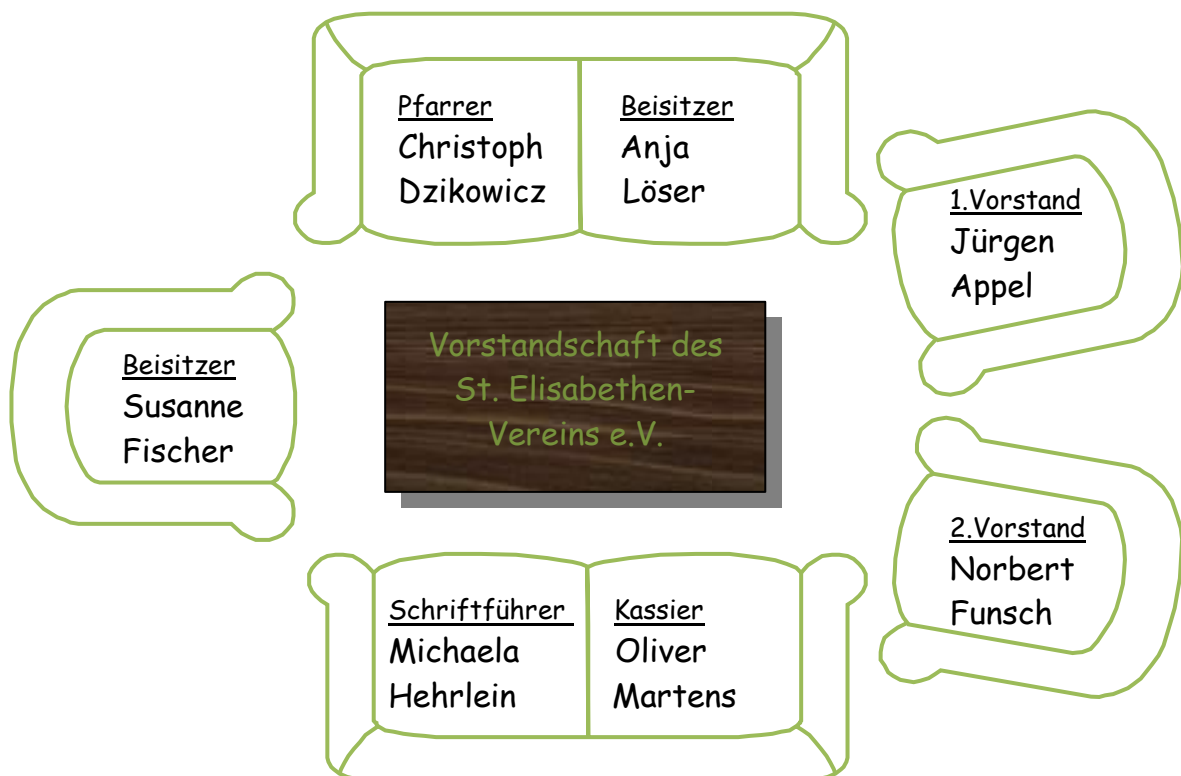 Pfarrer
Christoph
Dzikowicz
Beisitzer
Anja
Löser
1.Vorstand
Jürgen
Appel
Beisitzer
Susanne
Fischer
Vorstandschaft des
St. Elisabethen-
Vereins e.V.
2.Vorstand
Norbert
Funsch
Schriftführer
Michaela
Hehrlein
Kassier
Oliver
Martens